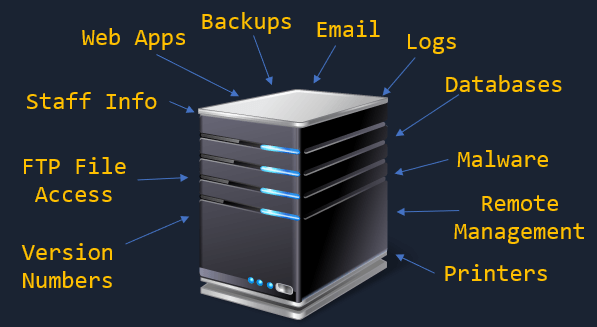 Backups
Email
Web Apps
Logs
Databases
Staff Info
Malware
FTP File
Access
Remote
Management
Version
Numbers
Printers